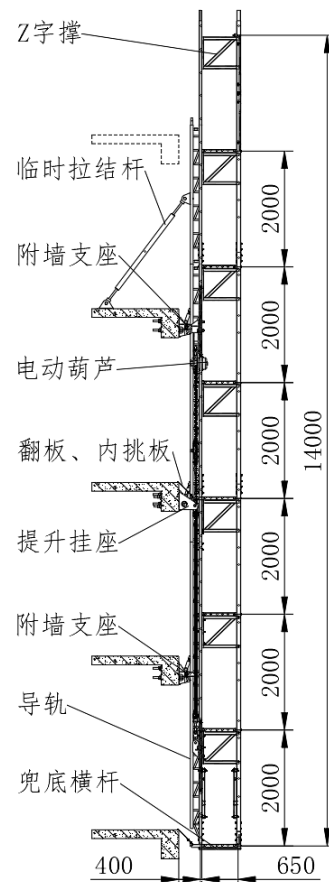 Z字撑
临时拉结杆
附墙支座
电动葫芦
翻板、内挑板
提升挂座
附墙支座
导轨
兜底横杆
2000
2000
2000
2000
2000
2000
14000
400
650